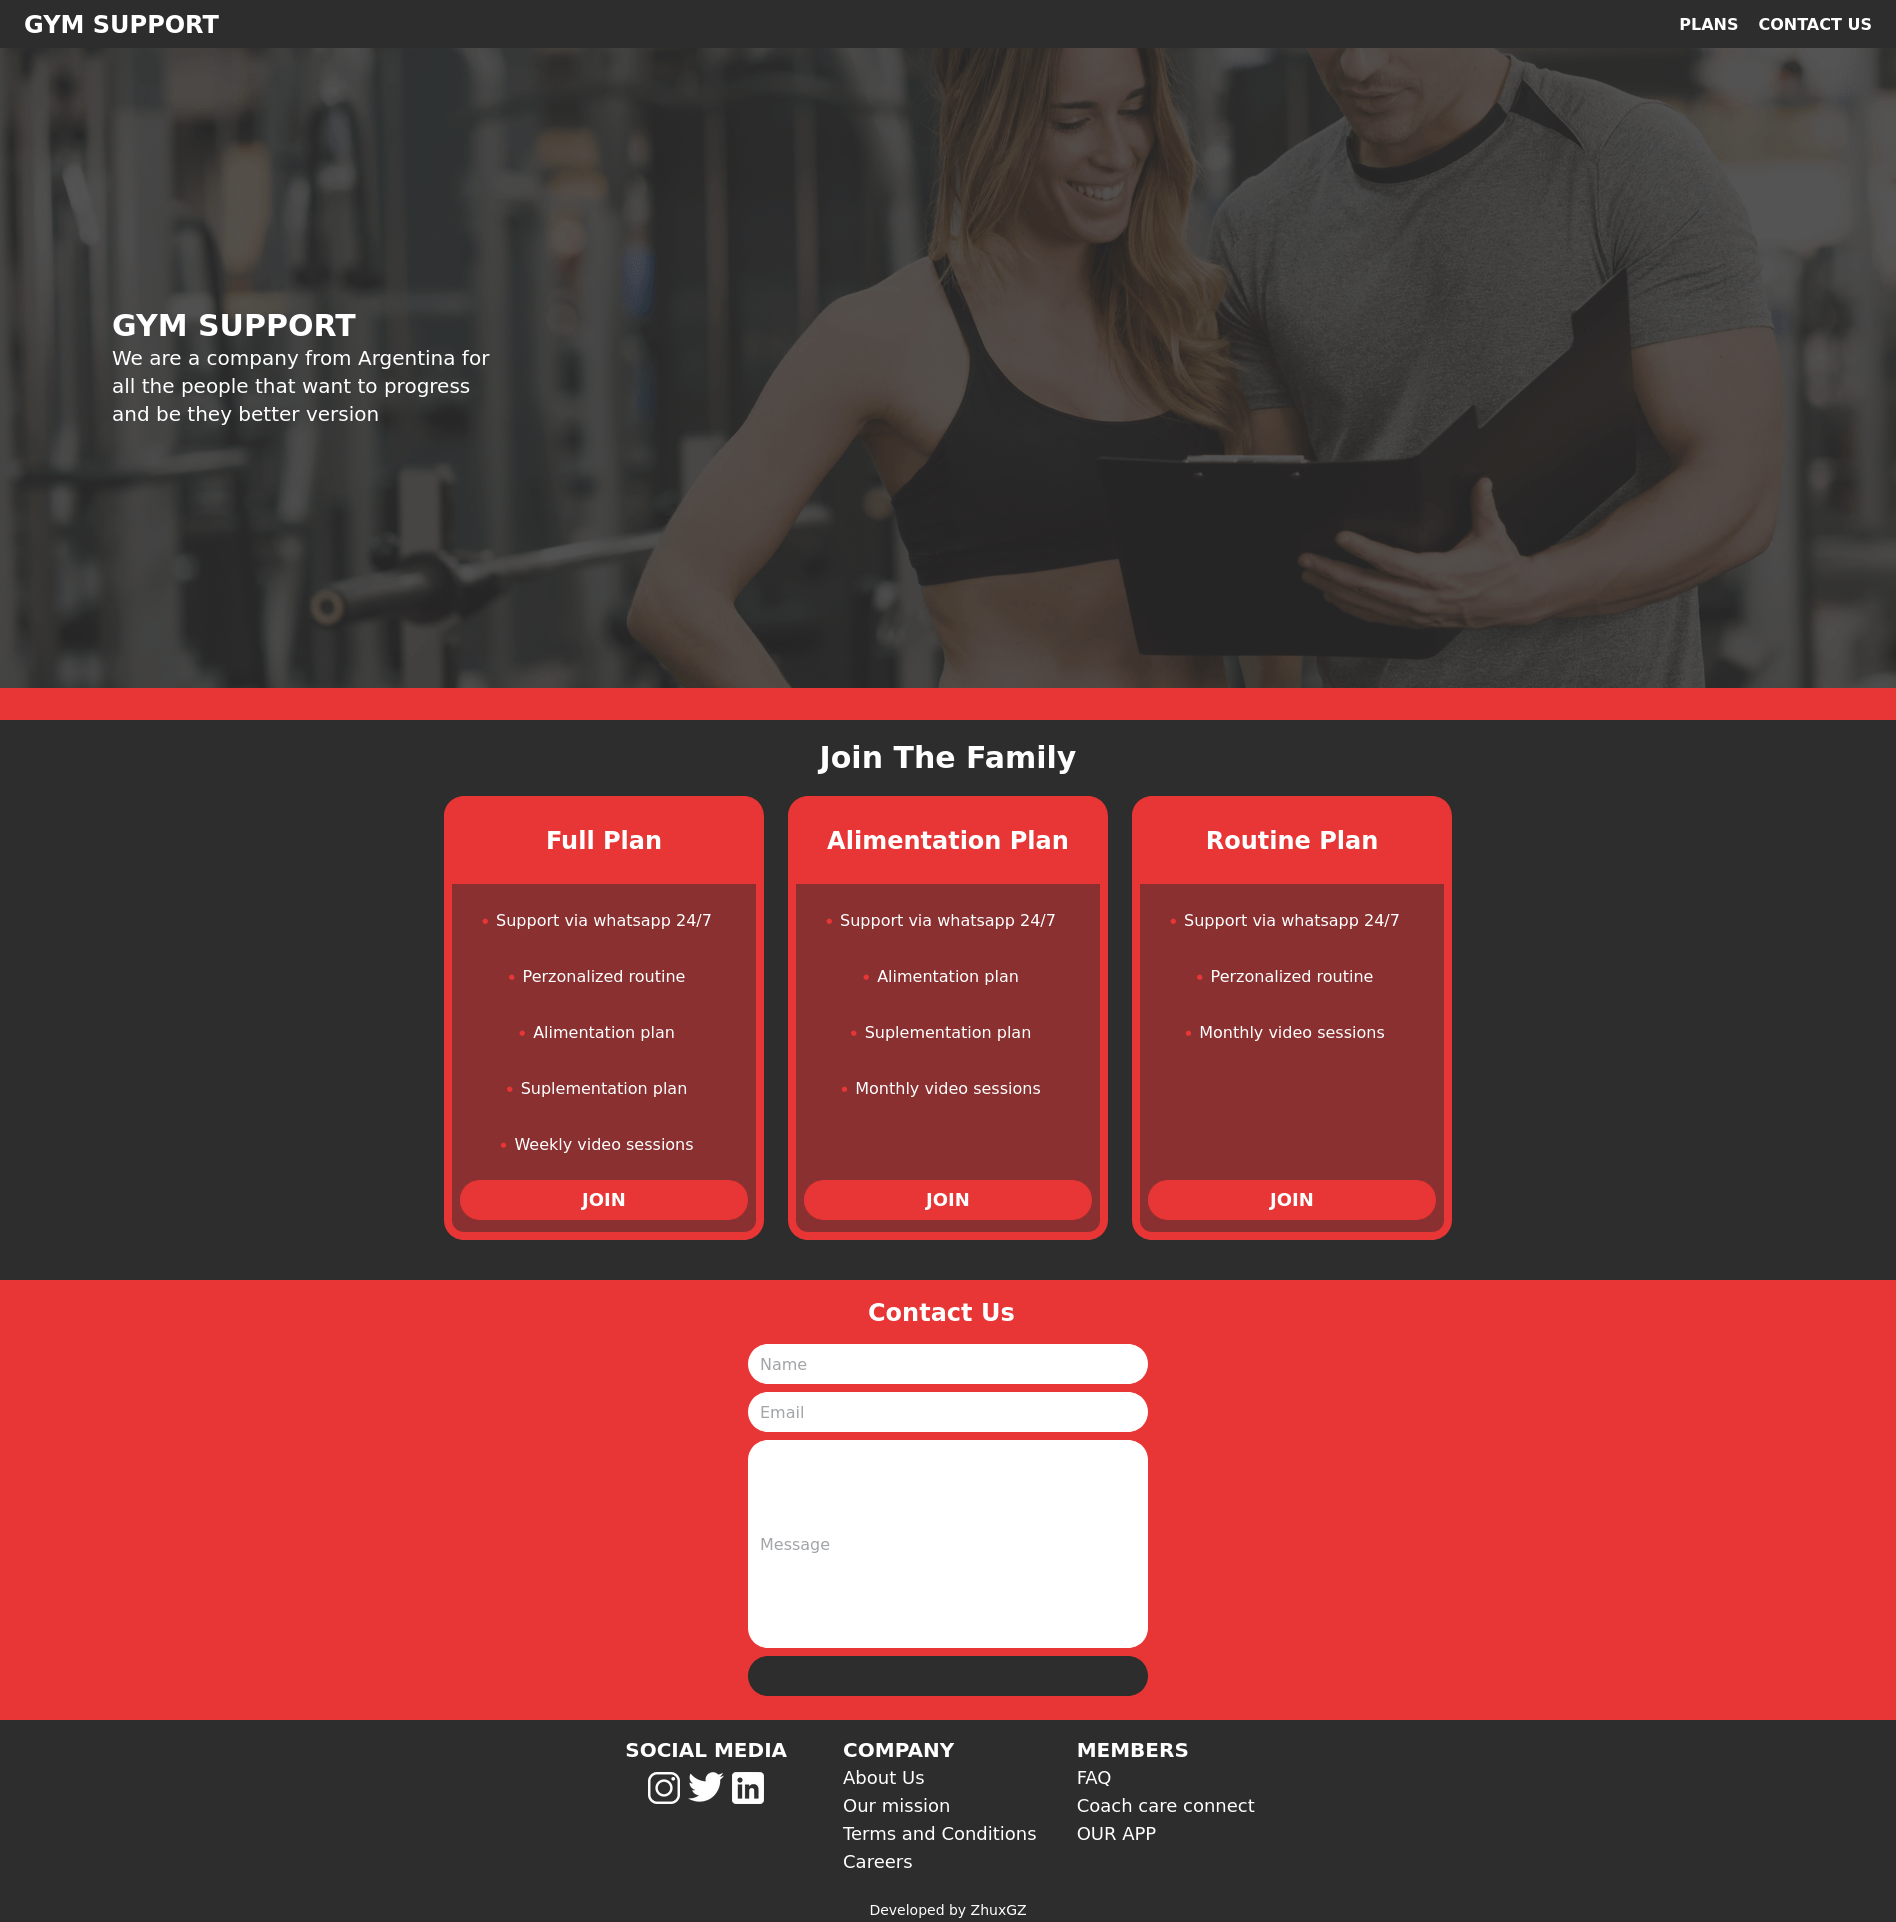 GYM SUPPORT
PLANS
CONTACT US
GYM SUPPORT
We are a company from Argentina for
all the people that want to progress
and be they better version
Join The Family
Full Plan
Support via whatsapp 24/7
Perzonalized routine
Alimentation plan
Suplementation plan
Weekly video sessions
JOIN
Alimentation Plan
Support via whatsapp 24/7
Alimentation plan
Suplementation plan
Monthly video sessions
JOIN
Routine Plan
Support via whatsapp 24/7
Perzonalized routine
Monthly video sessions
JOIN
Contact Us
Name
Email
Message
SOCIAL MEDIA
COMPANY
About Us
Our mission
Terms and Conditions
Careers
MEMBERS
FAQ
Coach care connect
OUR APP
Developed by ZhuxGZ